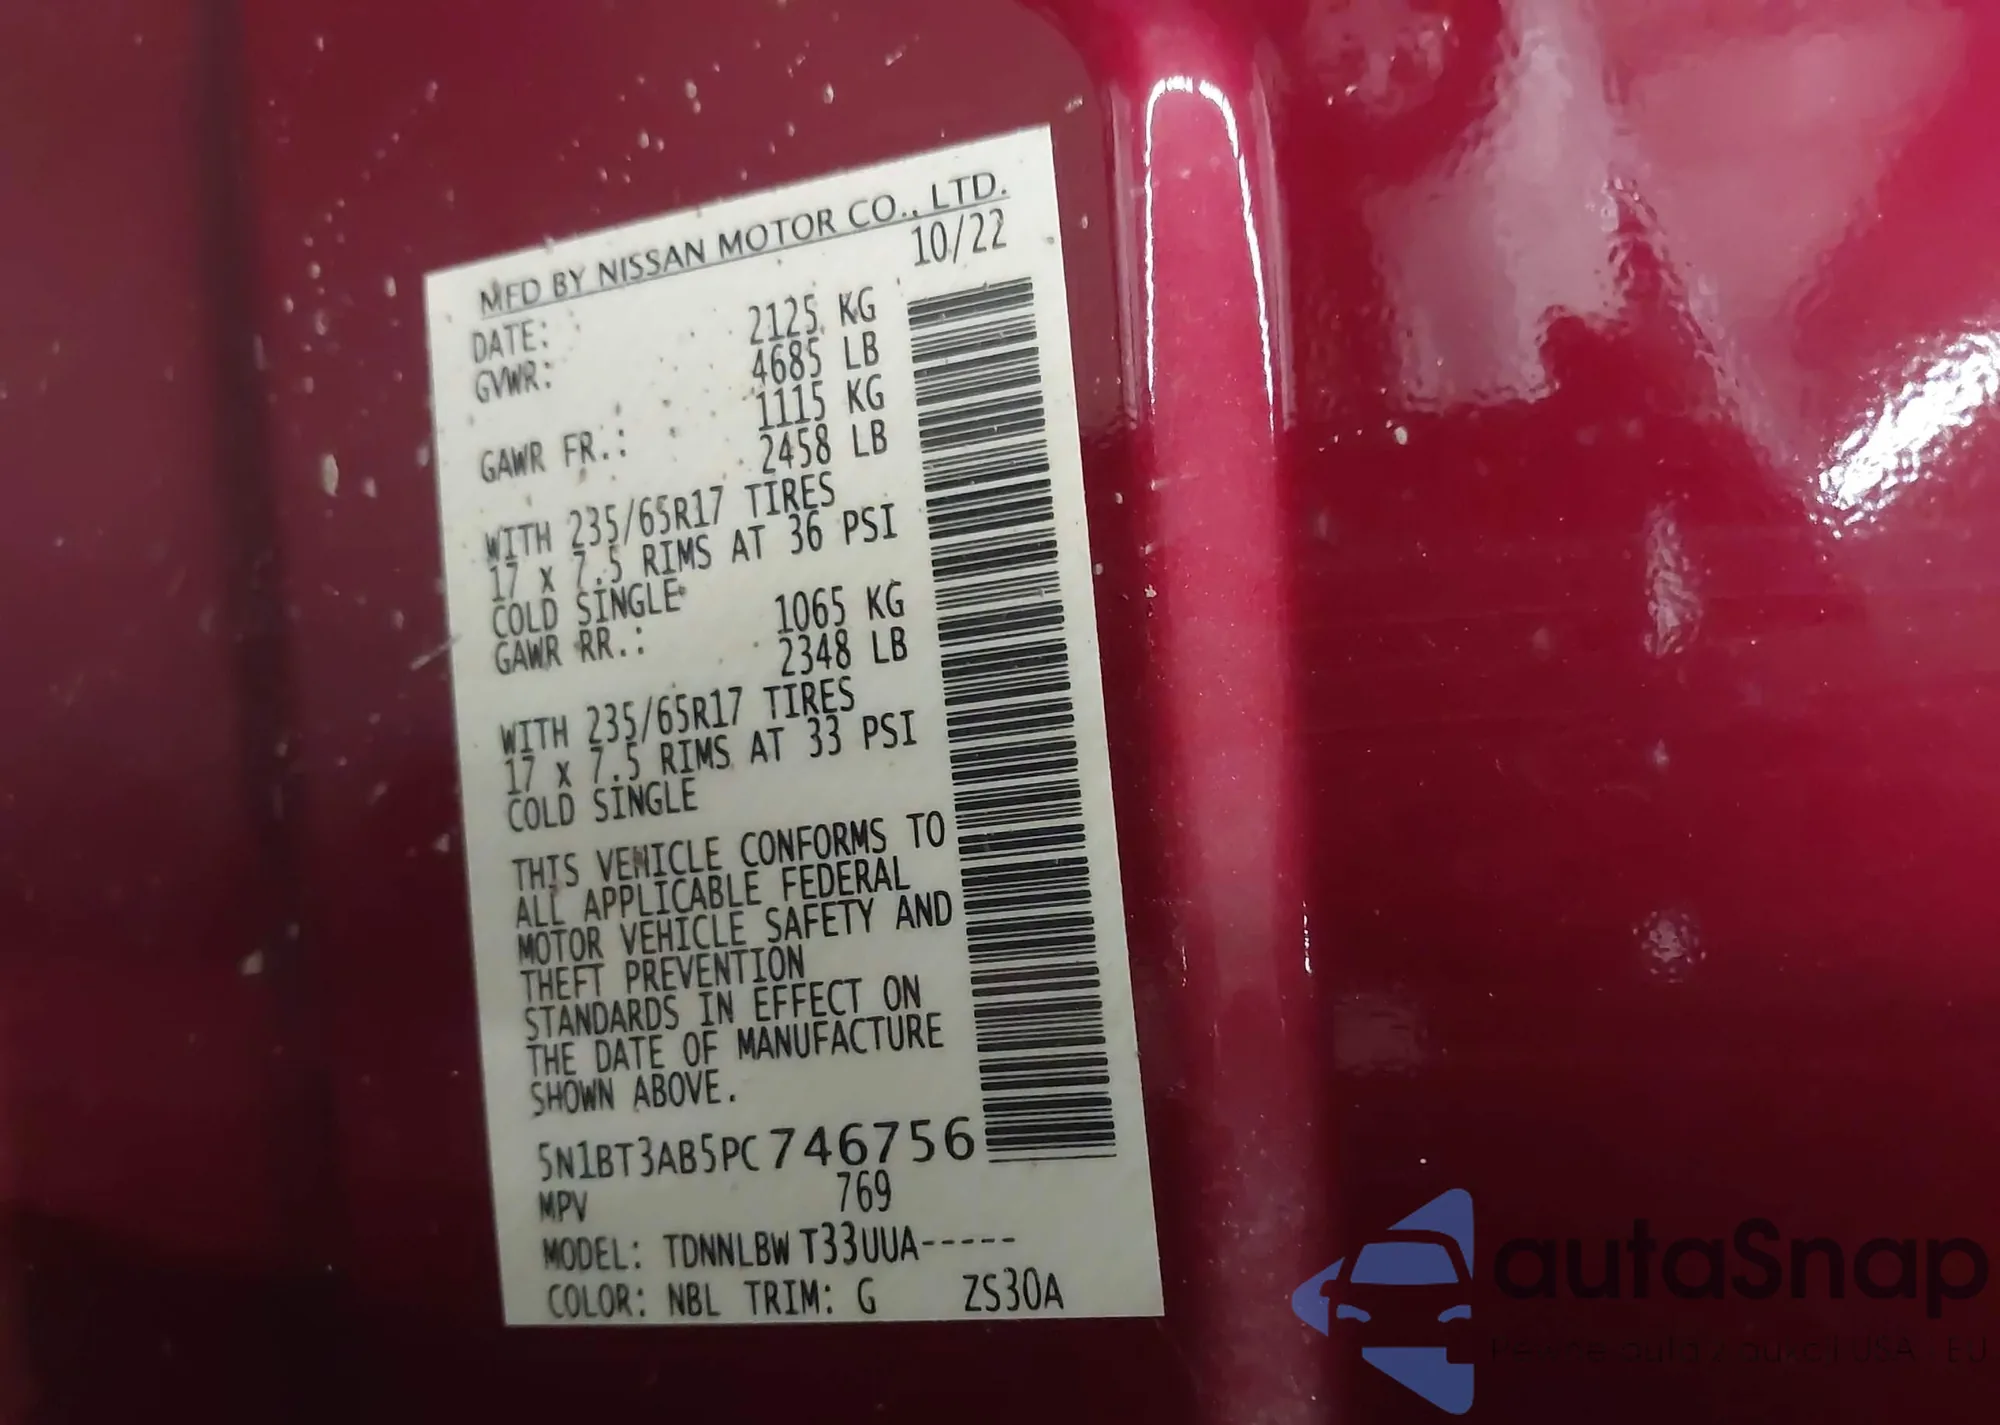 MFD BY NISSAN MOTOR CO., LTD.
DATE: 10/22
GVWR: 2125 KG
4685 LB
GAWR FR.: 1115 KG
2458 LB
WITH 235/65R17 TIRES
17 x 7.5 RIMS AT 36 PSI
COLD SINGLE
GAWR RR.: 1065 KG
2348 LB
WITH 235/65R17 TIRES
17 x 7.5 RIMS AT 33 PSI
COLD SINGLE
THIS VEHICLE CONFORMS TO
ALL APPLICABLE FEDERAL
MOTOR VEHICLE SAFETY AND
THEFT PREVENTION
STANDARDS IN EFFECT ON
THE DATE OF MANUFACTURE
SHOWN ABOVE.
5N1BT3AB5PC746756
MPV 769
MODEL: TDNNLBW T33UUA-----
COLOR: NBL TRIM: G ZS30A
autaSnap
USA
EU